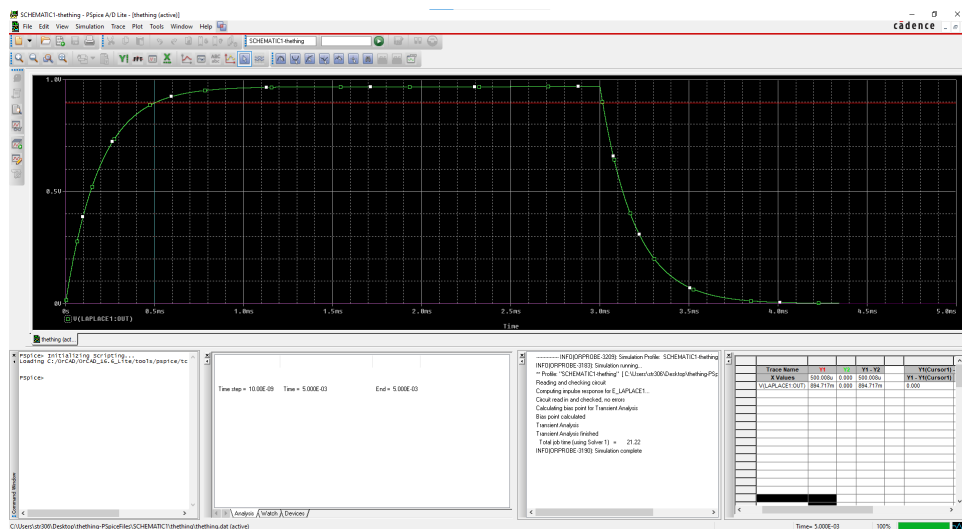 SCHEMATIC1-thething - PSpice A/D Lite - [thething (active)]
File Edit View Simulation Trace Plot Tools Window Help
cādence
SCHEMATIC1-thething
1.0V
0.5V
0V
0s 0.5ms 1.0ms 1.5ms 2.0ms 2.5ms 3.0ms 3.5ms 4.0ms 4.5ms 5.0ms
V(LAPLACE1:OUT)
Time
thething (act...
PSpice> Initializing Scripting...
Loading C:/OrCAD/OrCAD_16.6_Lite/tools/pspice/tc
PSpice>
Command Window
Time step = 10.00E-09 Time = 5.000E-03 End = 5.000E-03
Analysis Watch Devices
INFO(ORPROBE-3209): Simulation Profile: SCHEMATIC1-thething
INFO(ORPROBE-3183): Simulation running...
** Profile: "SCHEMATIC1-thething" [ C:\Users\str306\Desktop\thething-PSp
Reading and checking circuit
Computing impulse response for E_LAPLACE1...
Circuit read in and checked, no errors
Calculating bias point for Transient Analysis
Bias point calculated
Transient Analysis
Transient Analysis finished
Total job time (using Solver 1) = 21.22
INFO(ORPROBE-3190): Simulation complete
Trace Name Y1 Y2 Y1 - Y2 Y1(Cursor1) -
X Values 500.008u 0.000 500.008u Y1 - Y1(Cursor1)
V(LAPLACE1:OUT) 894.717m 0.000 894.717m 0.000
C:\Users\str306\Desktop\thething-PSpiceFiles\SCHEMATIC1\thething\thething.dat (active)
Time= 5.000E-03 100%